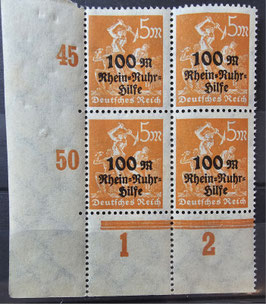 45
5M 5M
100 M 100 M
Rhein-Ruhr- Rhein-Ruhr-
Hilfe Hilfe
Deutsches Reich Deutsches Reich
50
5M 5M
100 M 100 M
Rhein-Ruhr- Rhein-Ruhr-
Hilfe Hilfe
Deutsches Reich Deutsches Reich
1 2